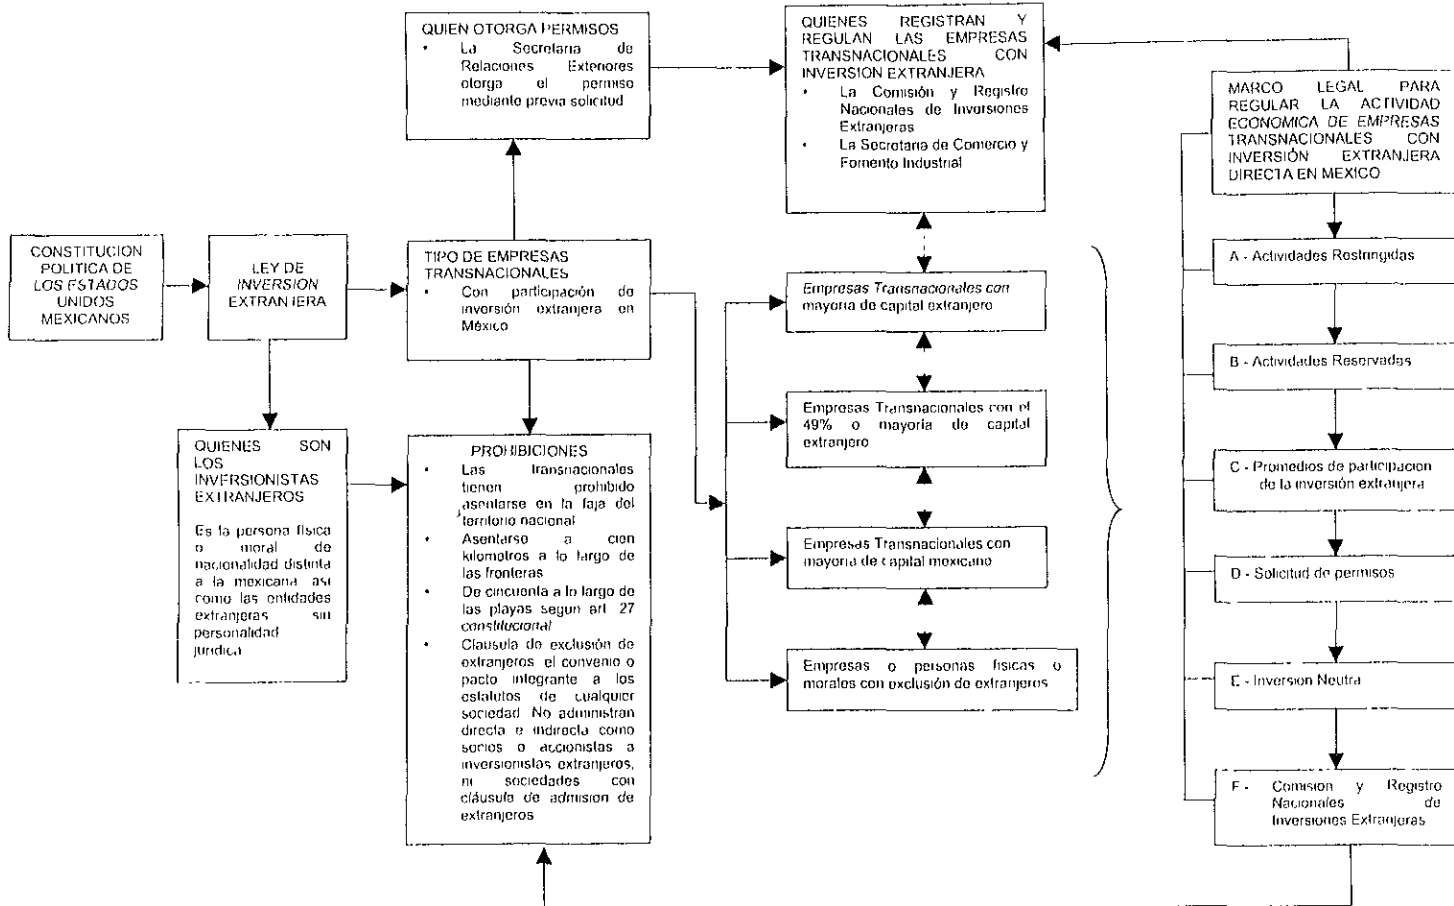 CONSTITUCION
POLITICA DE
LOS ESTADOS
UNIDOS
MEXICANOS
LEY DE
INVERSION
EXTRANJERA
QUIENES SON
LOS
INVERSIONISTAS
EXTRANJEROS
Es la persona física
o moral de
nacionalidad distinta
a la mexicana asi
como las entidades
extranjeras sin
personalidad
juridica
QUIEN OTORGA PERMISOS
• La Secretaria de
Relaciones Exteriores
otorga el permiso
mediante previa solicitud
TIPO DE EMPRESAS
TRANSNACIONALES
• Con participación de
inversión extranjera en
México
PROHIBICIONES
• Las transnacionales
tienen prohibido
asentarse en la faja del
territorio nacional
• Asentarse a cien
kilometros a lo largo de
las fronteras
• De cincuenta a lo largo de
las playas segun art 27
constitucional
• Clausula de exclusión de
extranjeros el convenio o
pacto integrante a los
estatutos de cualquier
sociedad No administran
directa e indirecta como
socios o accionistas a
inversionistas extranjeros,
ni sociedades con
cláusula de admision de
extranjeros
QUIENES REGISTRAN Y
REGULAN LAS EMPRESAS
TRANSNACIONALES CON
INVERSION EXTRANJERA
• La Comisión y Registro
Nacionales de Inversiones
Extranjeras
• La Secretaria de Comercio y
Fomento Industrial
Empresas Transnacionales con
mayoria de capital extranjero
Empresas Transnacionales con el
49% o mayoria de capital
extranjero
Empresas Transnacionales con
mayoria de capital mexicano
Empresas o personas fisicas o
morales con exclusión de extranjeros
MARCO LEGAL PARA
REGULAR LA ACTIVIDAD
ECONOMICA DE EMPRESAS
TRANSNACIONALES CON
INVERSIÓN EXTRANJERA
DIRECTA EN MEXICO
A - Actividades Restringidas
B - Actividades Reservadas
C - Promedios de participacion
de la inversión extranjera
D - Solicitud de permisos
E - Inversion Neutra
F - Comision y Registro
Nacionales de
Inversiones Extranjeras